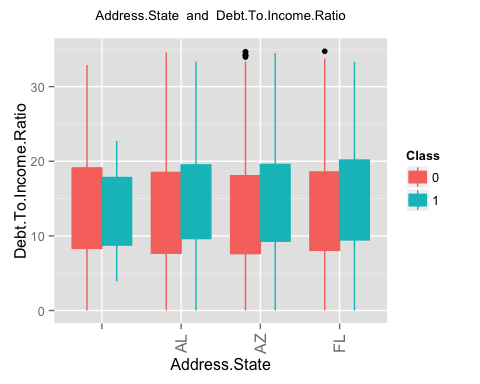 Address.State and Debt.To.Income.Ratio
Debt.To.Income.Ratio
30
20
10
0
AL
AZ
FL
Address.State
Class
0
1